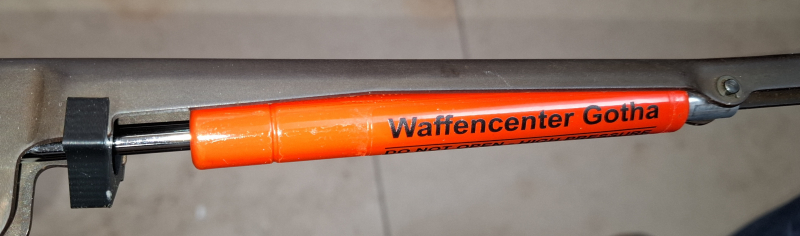 Waffencenter Gotha
DO NOT OPEN - HIGH PRESSURE